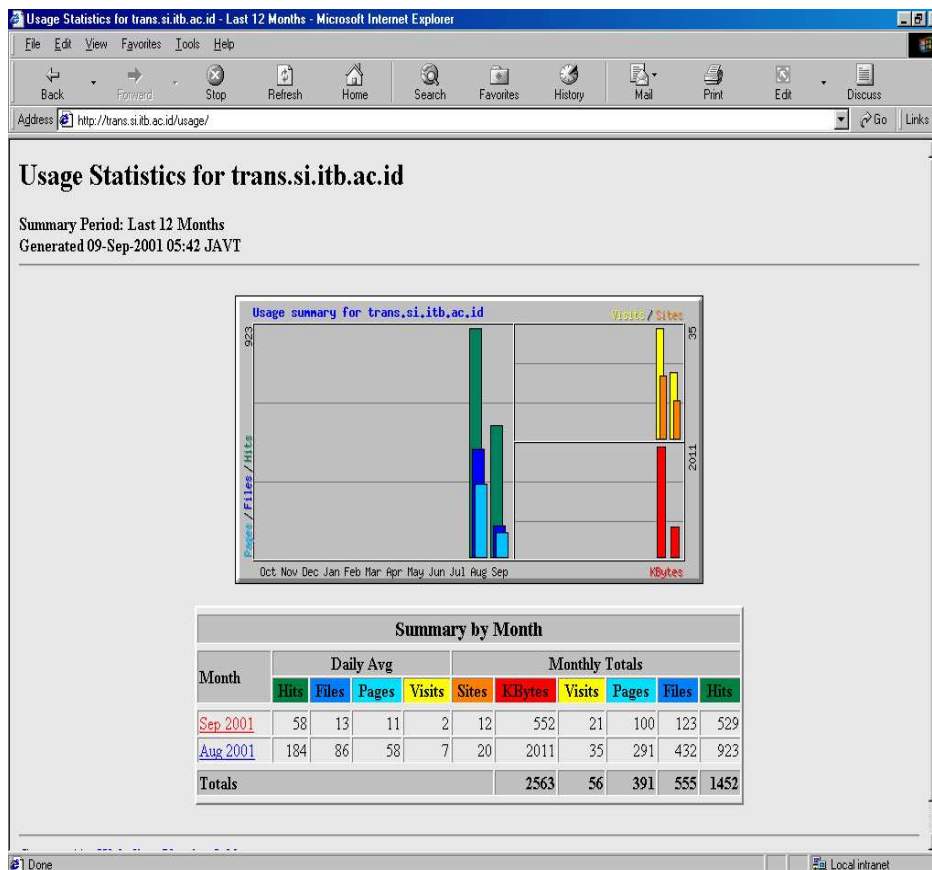 Usage Statistics for trans.si.itb.ac.id - Last 12 Months - Microsoft Internet Explorer
File Edit View Favorites Tools Help
Back Forward Stop Refresh Home Search Favorites History Mail Print Edit Discuss
Address http://trans.si.itb.ac.id/usage/ Go Links
Usage Statistics for trans.si.itb.ac.id
Summary Period: Last 12 Months
Generated 09-Sep-2001 05:42 JAVT
Usage summary for trans.si.itb.ac.id Visits / Sites
923
35
Pages / Files / Hits
2011
Oct Nov Dec Jan Feb Mar Apr May Jun Jul Aug Sep KBytes
Summary by Month
Month Daily Avg Monthly Totals
Hits Files Pages Visits Sites KBytes Visits Pages Files Hits
Sep 2001 58 13 11 2 12 552 21 100 123 529
Aug 2001 184 86 58 7 20 2011 35 291 432 923
Totals 2563 56 391 555 1452
Done Local intranet